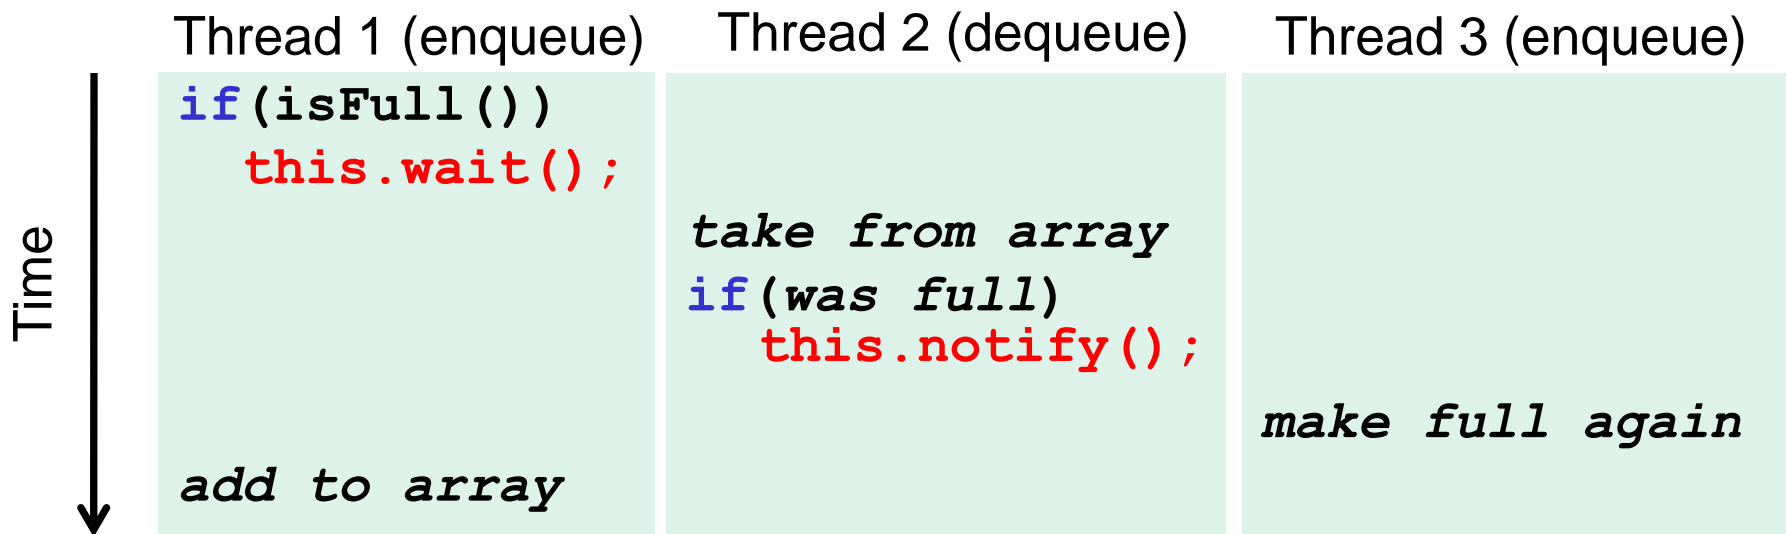 Thread 1 (enqueue)
Thread 2 (dequeue)
Thread 3 (enqueue)
Time
if(isFull())
this.wait();
take from array
if(was full)
this.notify();
make full again
add to array